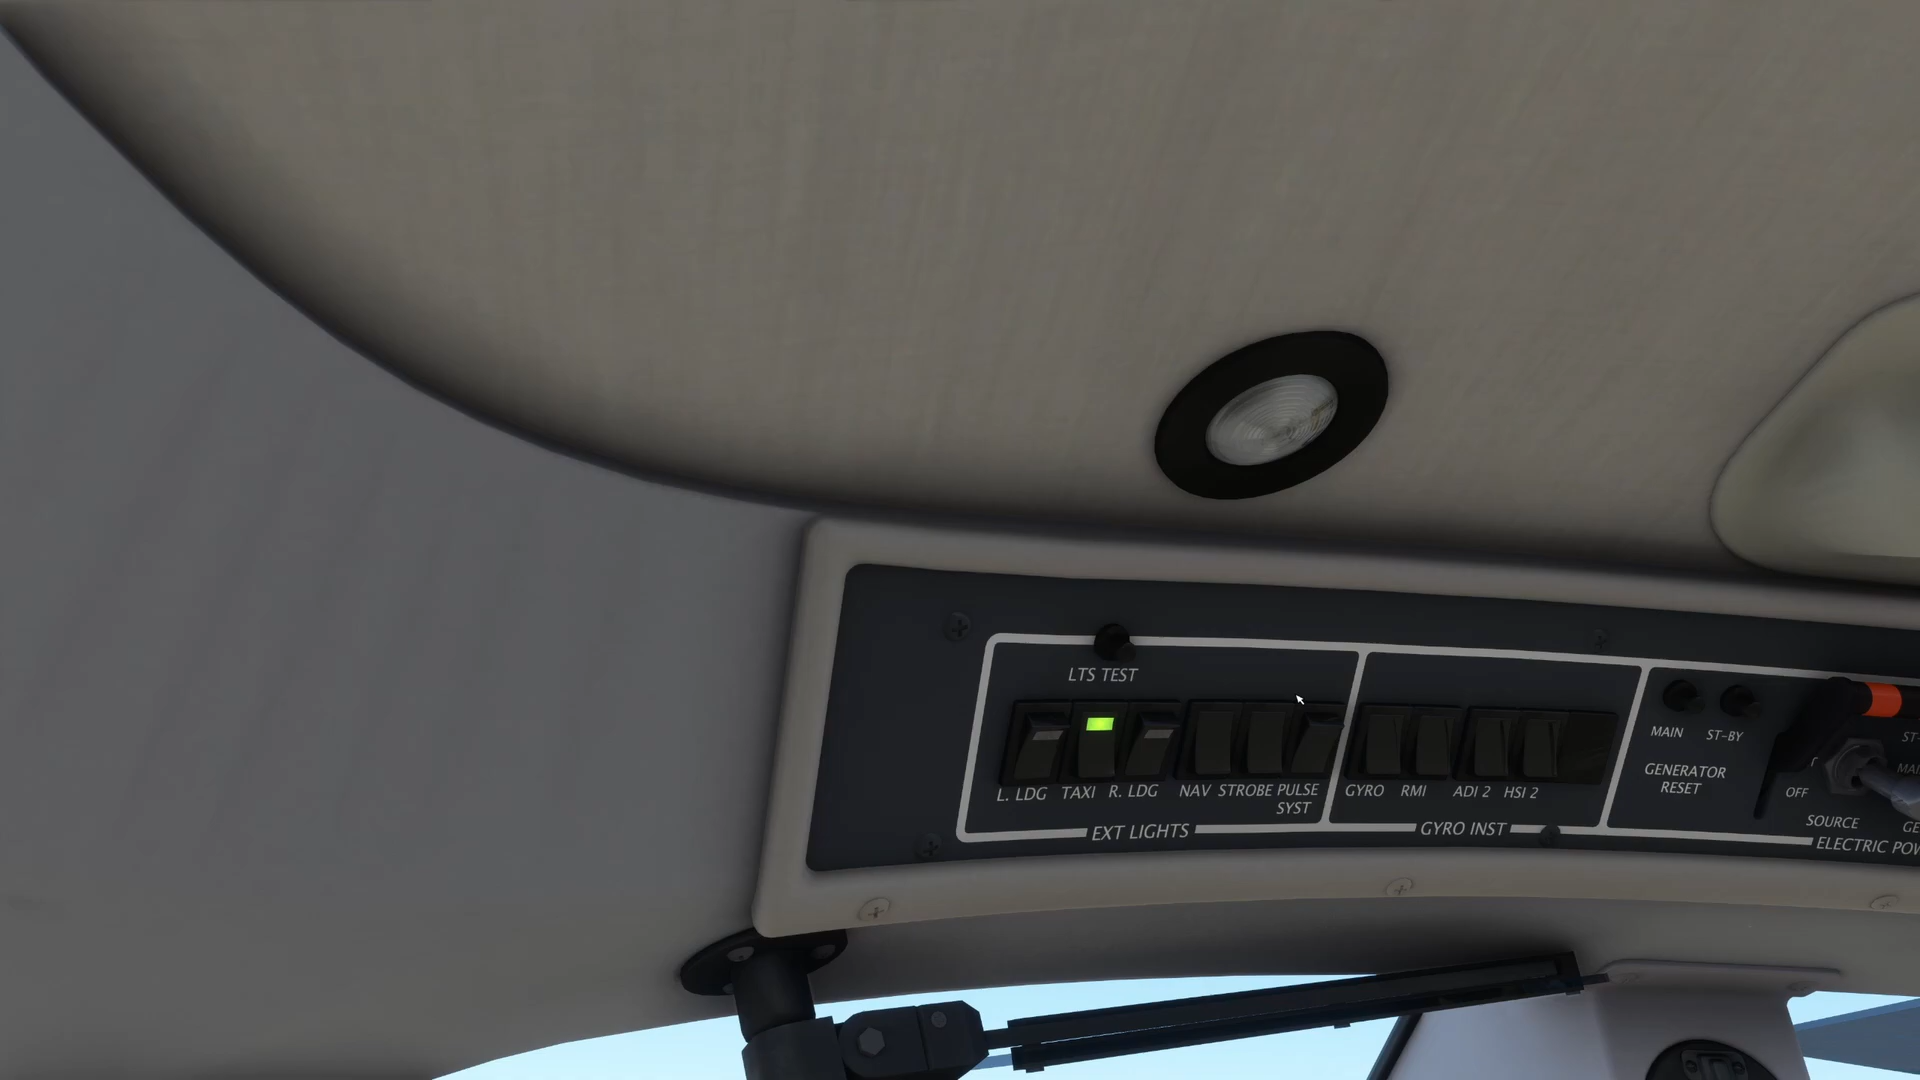 LTS TEST
L. LDG TAXI R. LDG NAV STROBE PULSE SYST
EXT LIGHTS
GYRO RMI ADI 2 HSI 2
GYRO INST
MAIN ST-BY
GENERATOR
RESET
OFF
SOURCE